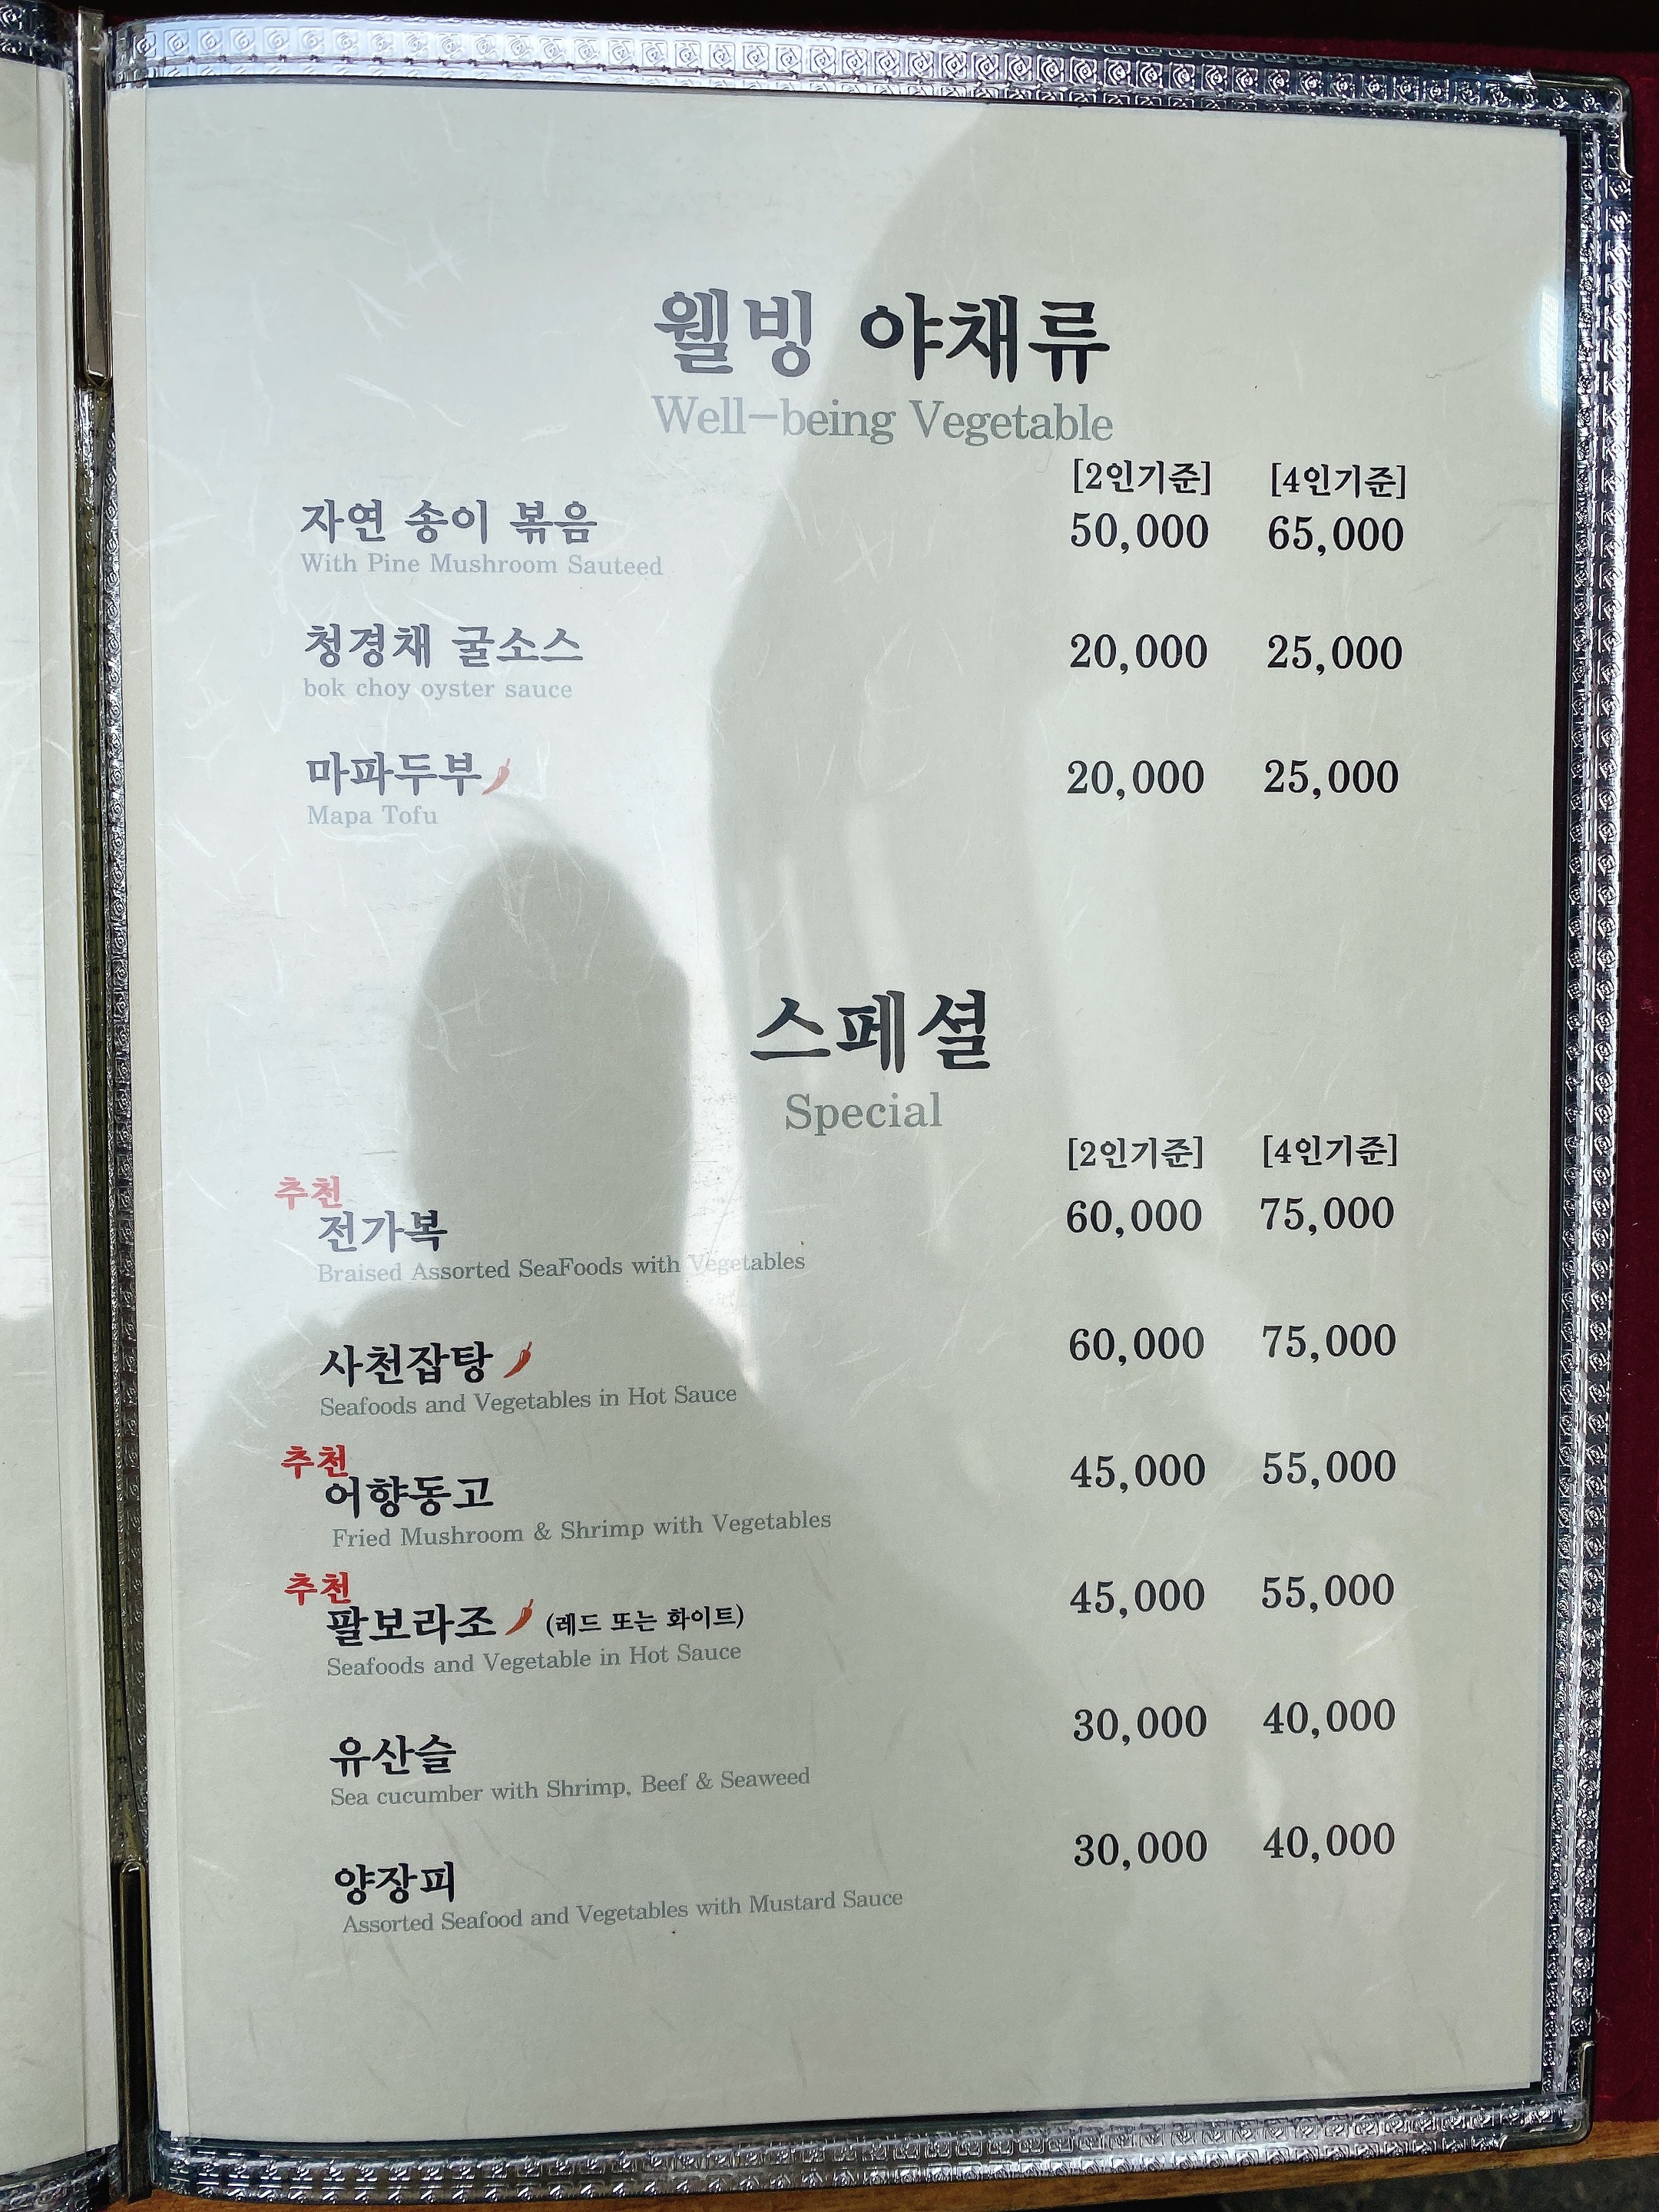 웰빙 야채류
Well-being Vegetable
[2인기준] [4인기준]
자연 송이 볶음 50,000 65,000
With Pine Mushroom Sauteed
청경채 굴소스 20,000 25,000
bok choy oyster sauce
마파두부 20,000 25,000
Mapa Tofu
스페셜
Special
[2인기준] [4인기준]
추천
전가복 60,000 75,000
Braised Assorted SeaFoods with Vegetables
사천잡탕 60,000 75,000
Seafoods and Vegetables in Hot Sauce
추천
어향동고 45,000 55,000
Fried Mushroom & Shrimp with Vegetables
추천
팔보라조 (레드 또는 화이트) 45,000 55,000
Seafoods and Vegetable in Hot Sauce
유산슬 30,000 40,000
Sea cucumber with Shrimp, Beef & Seaweed
양장피 30,000 40,000
Assorted Seafood and Vegetables with Mustard Sauce